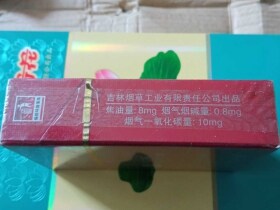 吉林烟草工业有限责任公司出品
焦油量:8mg 烟气烟碱量:0.8mg
烟气一氧化碳量:10mg